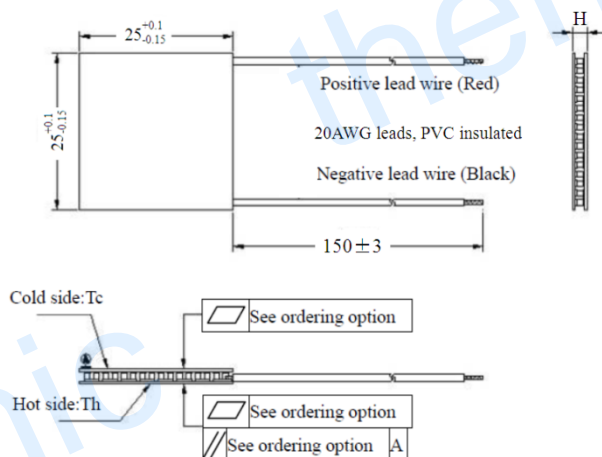 25+0.1-0.15
H
Positive lead wire (Red)
25+0.1-0.15
20AWG leads, PVC insulated
Negative lead wire (Black)
150±3
Cold side:Tc
See ordering option
A
Hot side:Th
See ordering option
See ordering option A